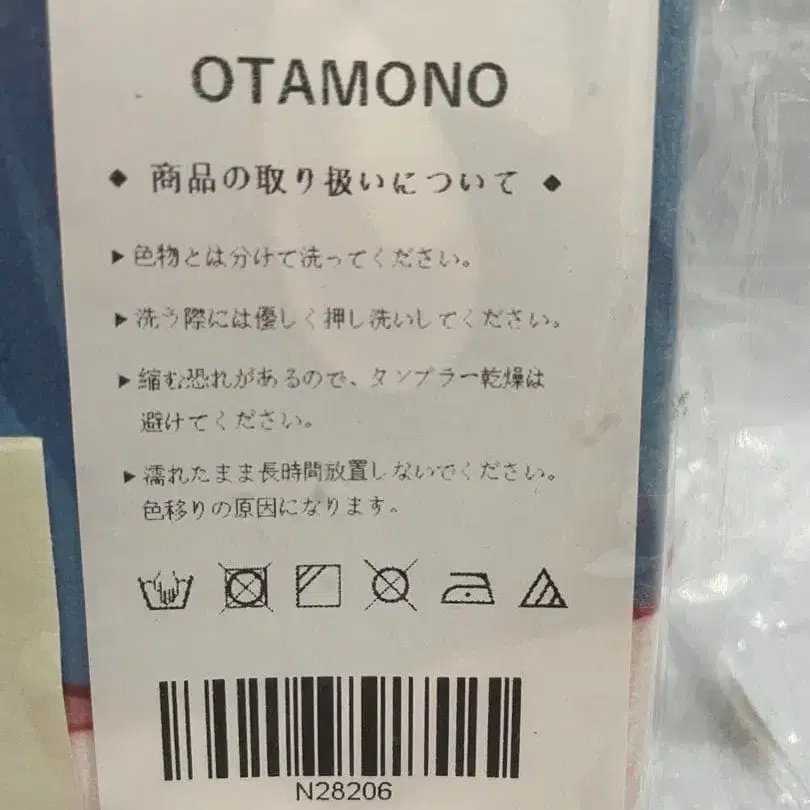 OTAMONO
◆ 商品の取り扱いについて ◆
▶色物とは分けて洗ってください。
▶洗う際には優しく押し洗いしてください。
▶縮む恐れがあるので、タンブラー乾燥は
避けてください。
▶濡れたまま長時間放置しないでください。
色移りの原因になります。
N28206